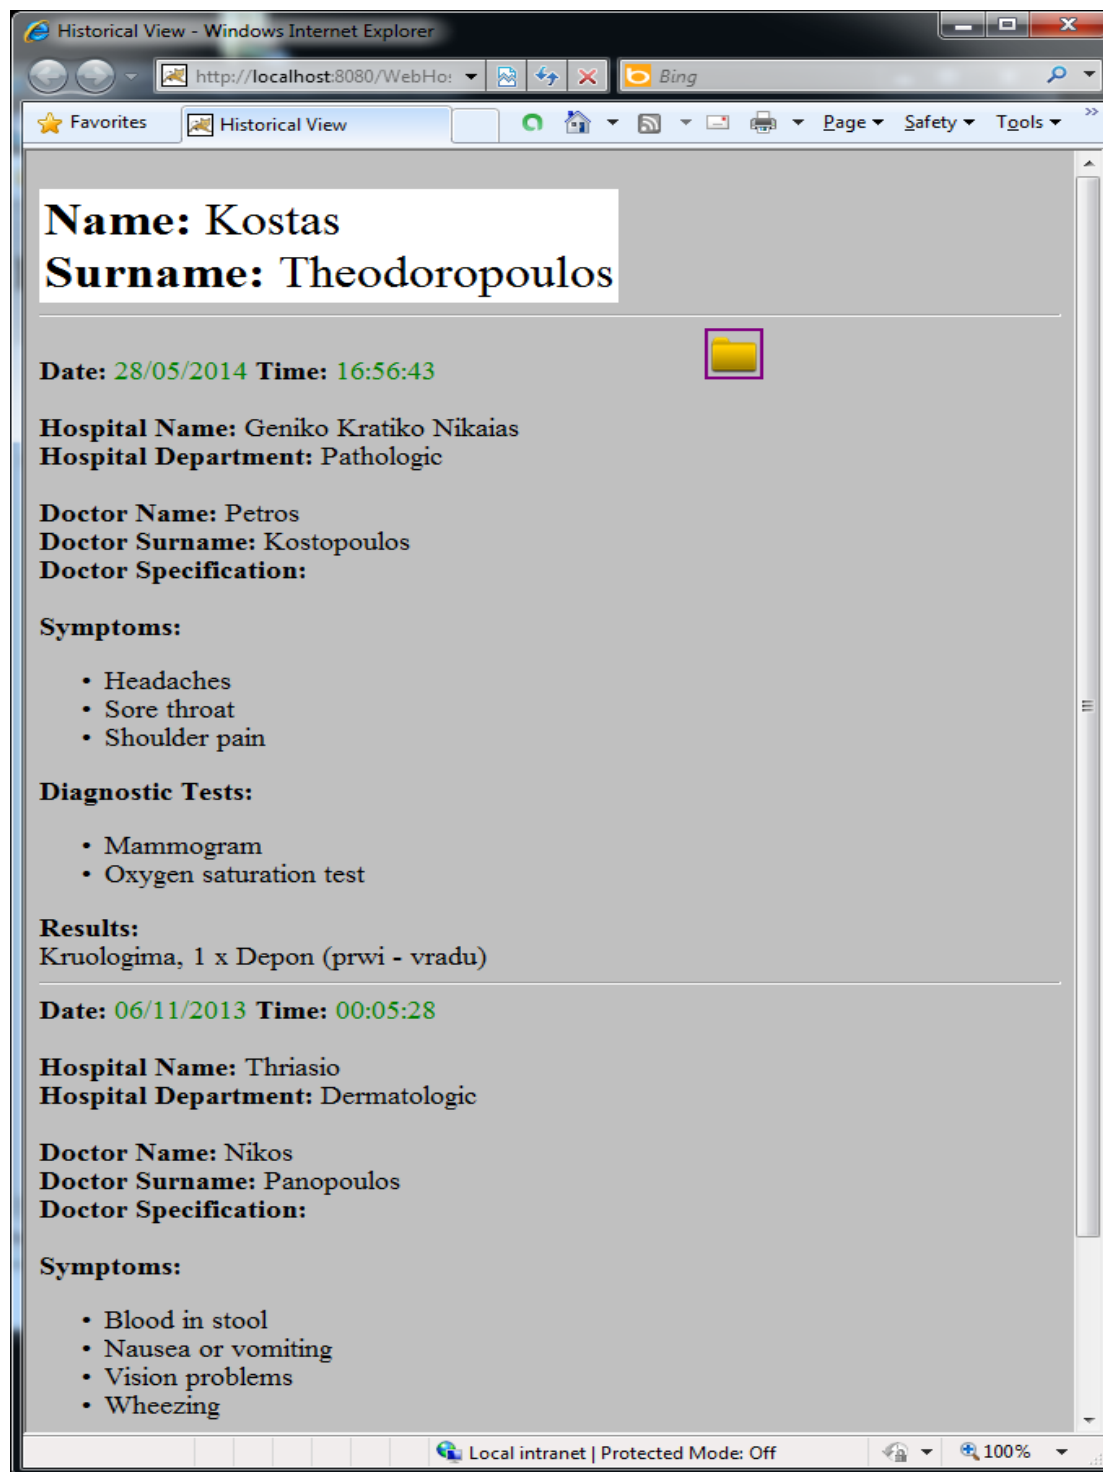 Historical View - Windows Internet Explorer
http://localhost:8080/WebHo
Bing
Favorites Historical View Page Safety Tools
Name: Kostas
Surname: Theodoropoulos
Date: 28/05/2014 Time: 16:56:43
Hospital Name: Geniko Kratiko Nikaias
Hospital Department: Pathologic
Doctor Name: Petros
Doctor Surname: Kostopoulos
Doctor Specification:
Symptoms:
• Headaches
• Sore throat
• Shoulder pain
Diagnostic Tests:
• Mammogram
• Oxygen saturation test
Results:
Kruologima, 1 x Depon (prwi - vradu)
Date: 06/11/2013 Time: 00:05:28
Hospital Name: Thriasio
Hospital Department: Dermatologic
Doctor Name: Nikos
Doctor Surname: Panopoulos
Doctor Specification:
Symptoms:
• Blood in stool
• Nausea or vomiting
• Vision problems
• Wheezing
Local intranet | Protected Mode: Off 100%